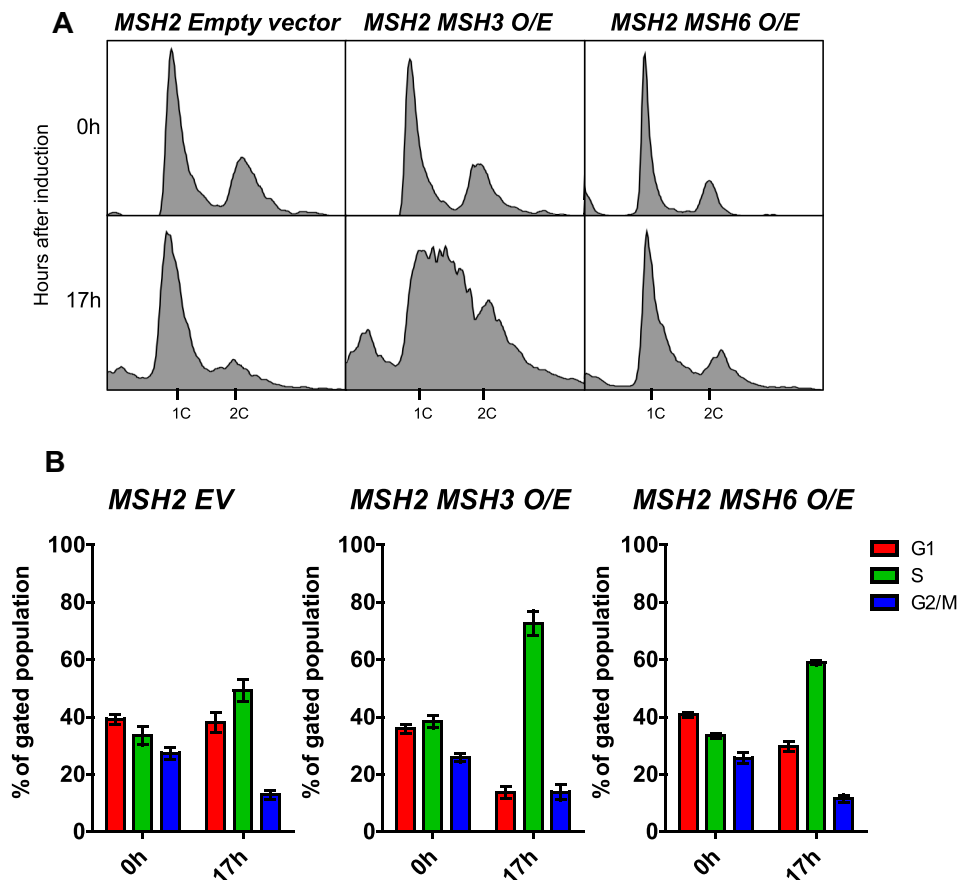 A
MSH2 Empty vector MSH2 MSH3 O/E MSH2 MSH6 O/E
Hours after induction
0h
17h
1C 2C 1C 2C 1C 2C
B
MSH2 EV MSH2 MSH3 O/E MSH2 MSH6 O/E
% of gated population
100
80
60
40
20
0
0h 17h
% of gated population
100
80
60
40
20
0
0h 17h
% of gated population
100
80
60
40
20
0
0h 17h
G1
S
G2/M